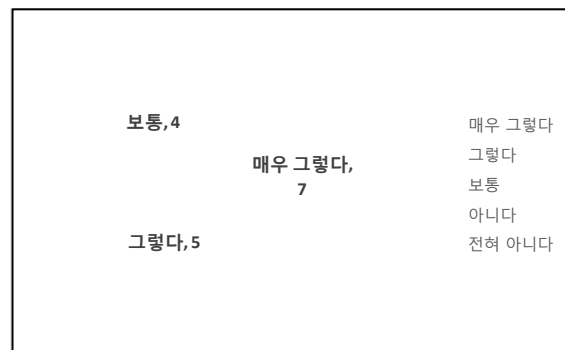 보통, 4
매우 그렇다,
7
그렇다, 5
매우 그렇다
그렇다
보통
아니다
전혀 아니다